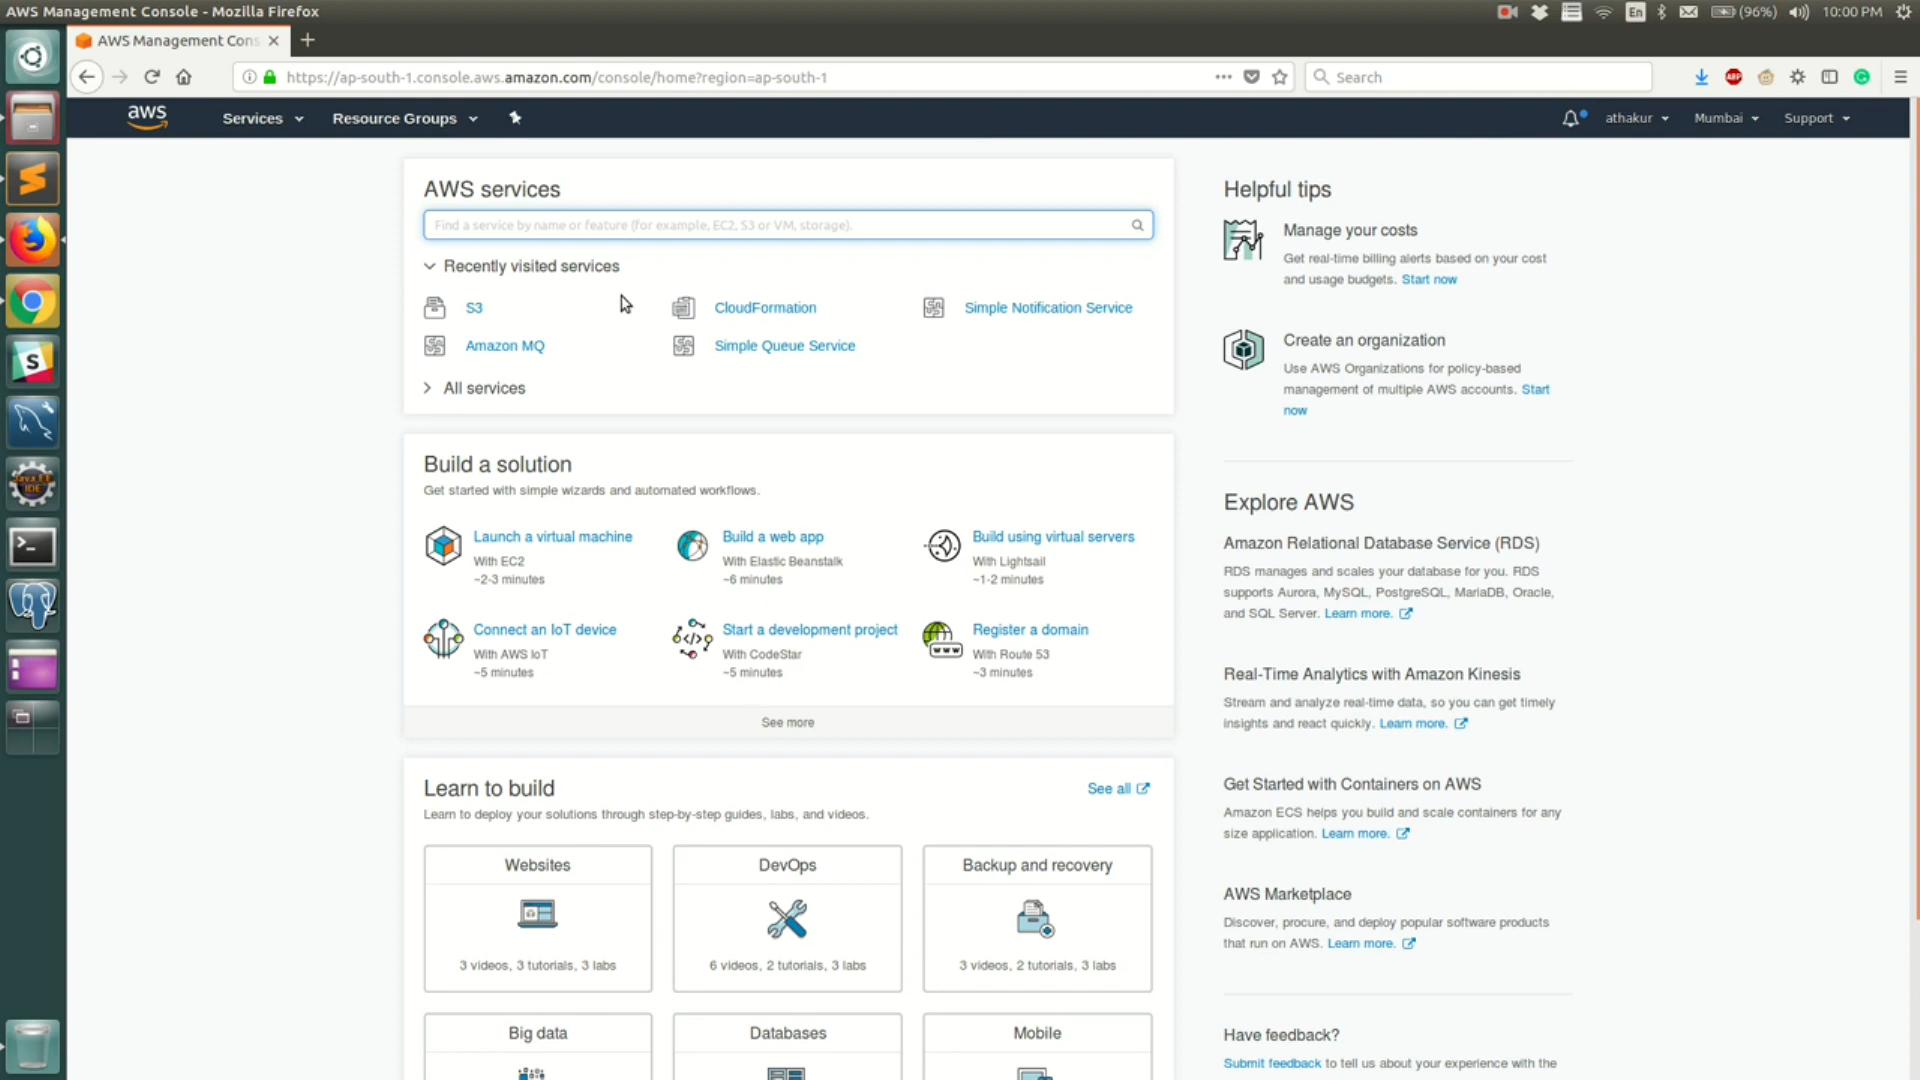 AWS Management Console - Mozilla Firefox
En
(96%)
10:00 PM
AWS Management Cons
https://ap-south-1.console.aws.amazon.com/console/home?region=ap-south-1
Search
ABP
aws
Services
Resource Groups
athakur
Mumbai
Support
AWS services
Find a service by name or feature (for example, EC2, S3 or VM, storage).
Recently visited services
S3
CloudFormation
Simple Notification Service
Amazon MQ
Simple Queue Service
All services
Build a solution
Get started with simple wizards and automated workflows.
Launch a virtual machine
With EC2
~2-3 minutes
Build a web app
With Elastic Beanstalk
~6 minutes
Build using virtual servers
With Lightsail
~1-2 minutes
Connect an IoT device
With AWS IoT
~5 minutes
Start a development project
With CodeStar
~5 minutes
Register a domain
With Route 53
~3 minutes
See more
Learn to build
See all
Learn to deploy your solutions through step-by-step guides, labs, and videos.
Websites
3 videos, 3 tutorials, 3 labs
DevOps
6 videos, 2 tutorials, 3 labs
Backup and recovery
3 videos, 2 tutorials, 3 labs
Big data
Databases
Mobile
Helpful tips
Manage your costs
Get real-time billing alerts based on your cost
and usage budgets. Start now
Create an organization
Use AWS Organizations for policy-based
management of multiple AWS accounts. Start
now
Explore AWS
Amazon Relational Database Service (RDS)
RDS manages and scales your database for you. RDS
supports Aurora, MySQL, PostgreSQL, MariaDB, Oracle,
and SQL Server. Learn more.
Real-Time Analytics with Amazon Kinesis
Stream and analyze real-time data, so you can get timely
insights and react quickly. Learn more.
Get Started with Containers on AWS
Amazon ECS helps you build and scale containers for any
size application. Learn more.
AWS Marketplace
Discover, procure, and deploy popular software products
that run on AWS. Learn more.
Have feedback?
Submit feedback to tell us about your experience with the
S
Java EE
IDE
www